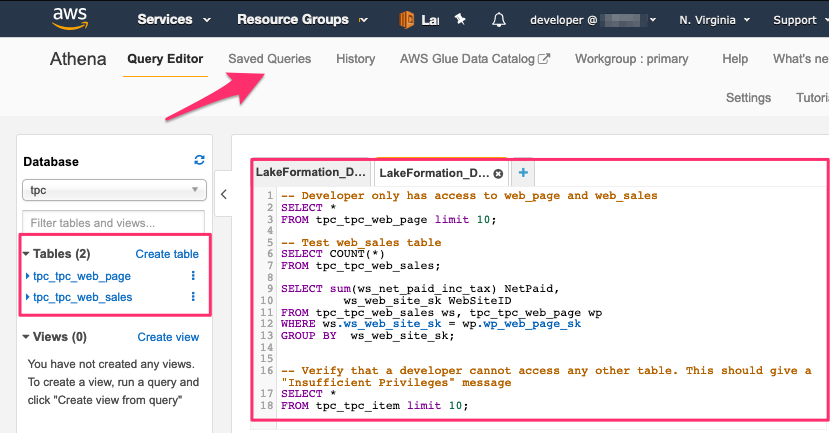 aws
Services Resource Groups La developer @ N. Virginia Support
Athena Query Editor Saved Queries History AWS Glue Data Catalog Workgroup : primary Help What's ne
Settings Tutori
Database
tpc
Filter tables and views...
Tables (2) Create table
tpc_tpc_web_page
tpc_tpc_web_sales
Views (0) Create view
You have not created any views.
To create a view, run a query and
click "Create view from query"
LakeFormation_D... LakeFormation_D...
1 -- Developer only has access to web_page and web_sales
2 SELECT *
3 FROM tpc_tpc_web_page limit 10;
4
5 -- Test web_sales table
6 SELECT COUNT(*)
7 FROM tpc_tpc_web_sales;
8
9 SELECT sum(ws_net_paid_inc_tax) NetPaid,
10 ws_web_site_sk WebSiteID
11 FROM tpc_tpc_web_sales ws, tpc_tpc_web_page wp
12 WHERE ws.ws_web_site_sk = wp.wp_web_page_sk
13 GROUP BY ws_web_site_sk;
14
15
16 -- Verify that a developer cannot access any other table. This should give a
"Insufficient Privileges" message
17 SELECT *
18 FROM tpc_tpc_item limit 10;